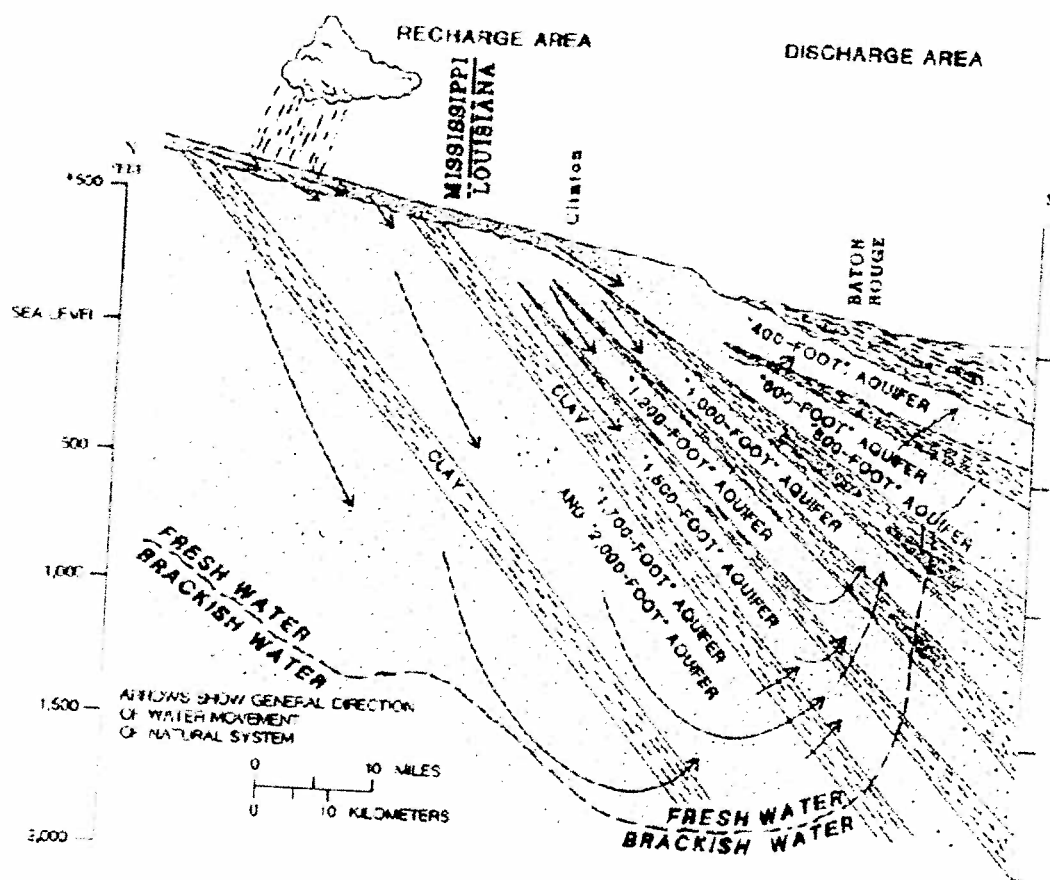 RECHARGE AREA
DISCHARGE AREA
MISSISSIPPI
LOUISIANA
Clinton
BATON
ROUGE
+500
SEA LEVEL
500
1,000
1,500
2,000
CLAY
CLAY
"400-FOOT" AQUIFER
"600-FOOT" AQUIFER
"800-FOOT" AQUIFER
"1,000-FOOT" AQUIFER
"1,200-FOOT" AQUIFER
"1,500-FOOT" AQUIFER
"1,700-FOOT" AQUIFER
AND "2,000-FOOT" AQUIFER
FRESH WATER
BRACKISH WATER
ARROWS SHOW GENERAL DIRECTION
OF WATER MOVEMENT
OF NATURAL SYSTEM
0 10 MILES
0 10 KILOMETERS
FRESH WATER
BRACKISH WATER